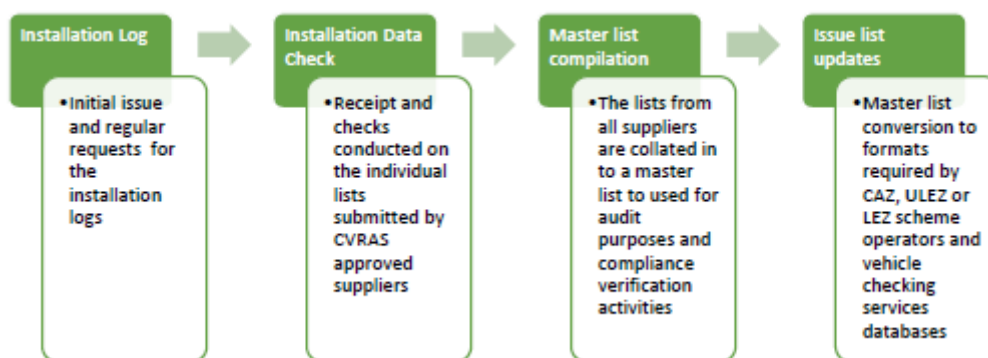 Installation Log
•Initial issue
and regular
requests for
the
installation
logs
Installation Data
Check
•Receipt and
checks
conducted on
the individual
lists
submitted by
CVRAS
approved
suppliers
Master list
compilation
•The lists from
all suppliers
are collated in
to a master
list to used for
audit
purposes and
compliance
verification
activities
Issue list
updates
•Master list
conversion to
formats
required by
CAZ, ULEZ or
LEZ scheme
operators and
vehicle
checking
services
databases